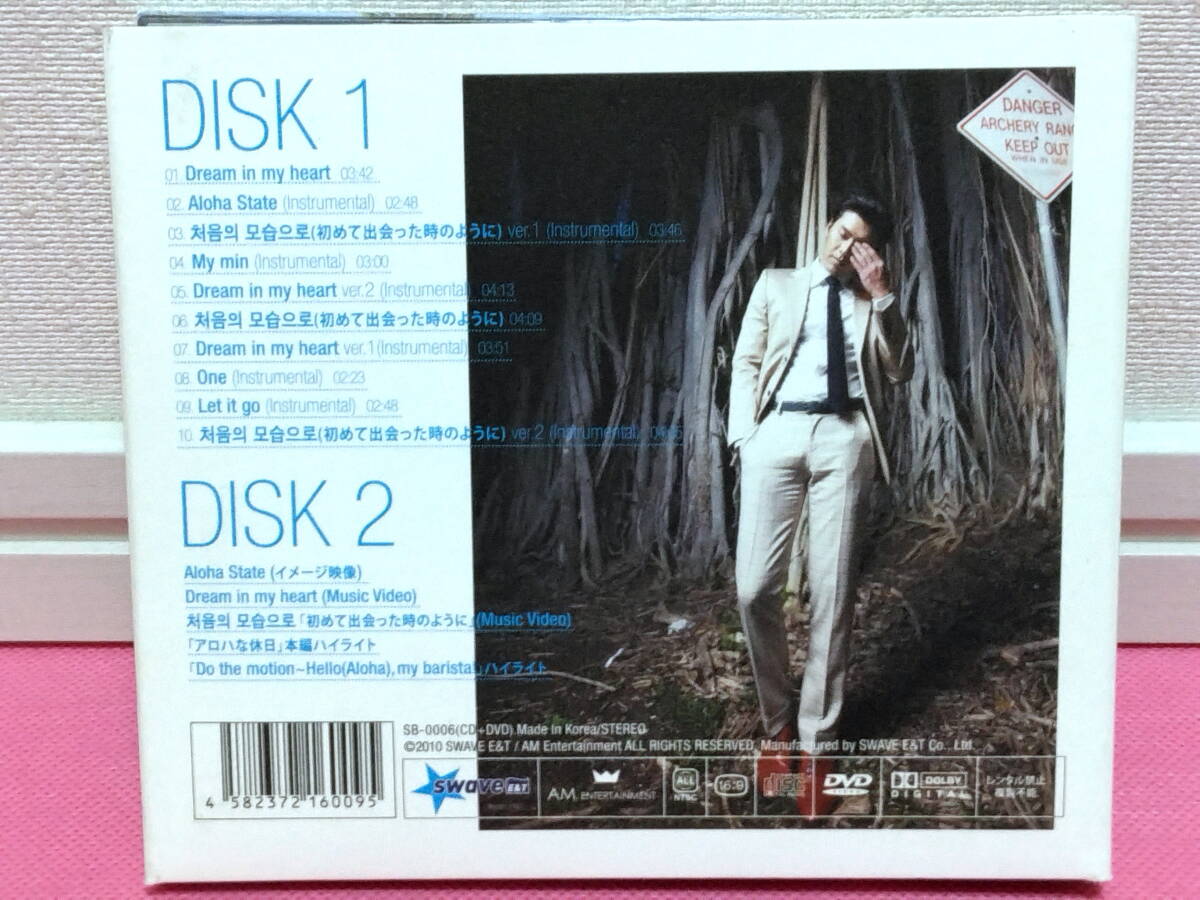 DISK 1
01. Dream in my heart 03:42
02. Aloha State (Instrumental) 02:48
03. 처음의 모습으로(初めて出会った時のように) ver.1 (Instrumental) 03:46
04. My min (Instrumental) 03:00
05. Dream in my heart ver.2 (Instrumental) 04:13
06. 처음의 모습으로(初めて出会った時のように) 04:09
07. Dream in my heart ver.1(Instrumental) 03:51
08. One (Instrumental) 02:23
09. Let it go (Instrumental) 02:48
10. 처음의 모습으로(初めて出会った時のように) ver.2 (Instrumental)
DISK 2
Aloha State (イメージ映像)
Dream in my heart (Music Video)
처음의 모습으로「初めて出会った時のように」(Music Video)
「アロハな休日」本編ハイライト
「Do the motion~Hello(Aloha), my barista!」ハイライト
DANGER
ARCHERY RANG
KEEP OUT
WHEN IN USE
SB-0006(CD+DVD) Made In Korea/STEREO
©2010 SWAVE E&T / AM Entertainment ALL RIGHTS RESERVED, Manufactured by SWAVE E&T Co., Ltd.
4 582372 160095
swave E&T
AM ENTERTAINMENT
ALL
NTSC
16:9
disc
DVD
VIDEO
DOLBY
DIGITAL
レンタル禁止
複製不能